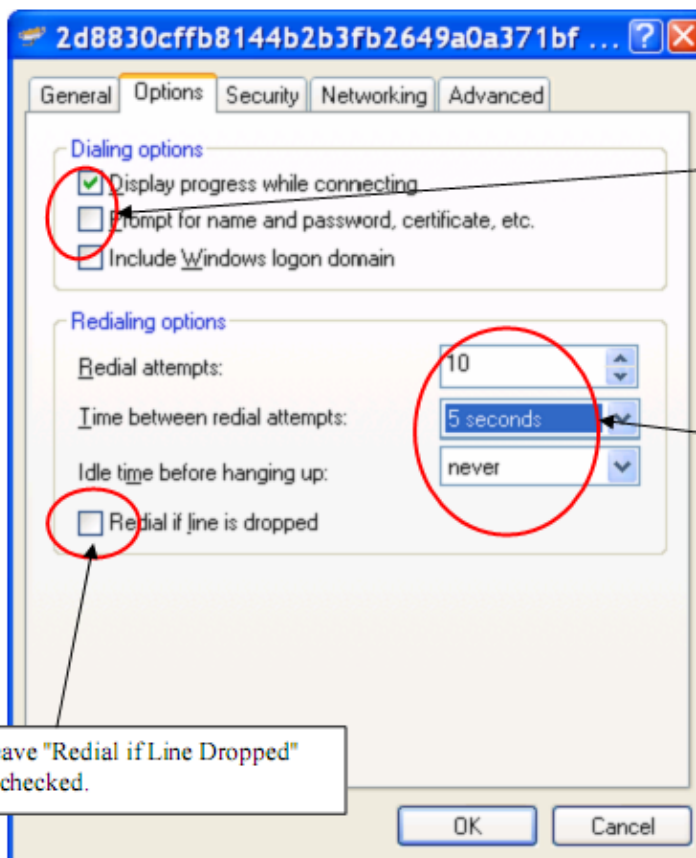 2d8830cffb8144b2b3fb2649a0a371bf ...
General Options Security Networking Advanced
Dialing options
Display progress while connecting
Prompt for name and password, certificate, etc.
Include Windows logon domain
Redialing options
Redial attempts: 10
Time between redial attempts: 5 seconds
Idle time before hanging up: never
Redial if line is dropped
"Redial if Line Dropped"
OK Cancel